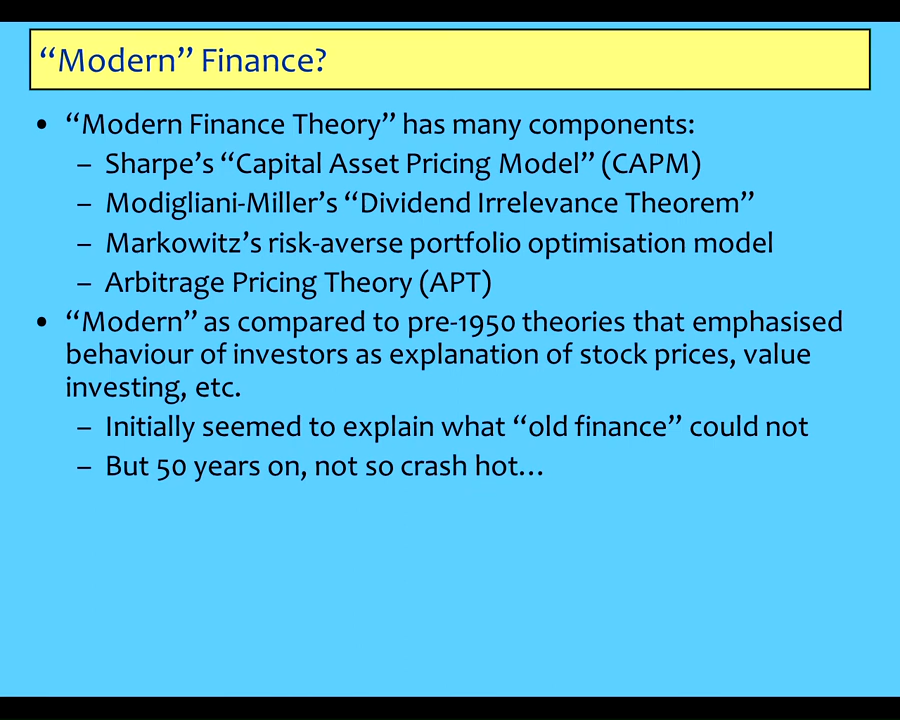 “Modern” Finance?
• “Modern Finance Theory” has many components:
– Sharpe’s “Capital Asset Pricing Model” (CAPM)
– Modigliani-Miller’s “Dividend Irrelevance Theorem”
– Markowitz’s risk-averse portfolio optimisation model
– Arbitrage Pricing Theory (APT)
• “Modern” as compared to pre-1950 theories that emphasised
behaviour of investors as explanation of stock prices, value
investing, etc.
– Initially seemed to explain what “old finance” could not
– But 50 years on, not so crash hot…